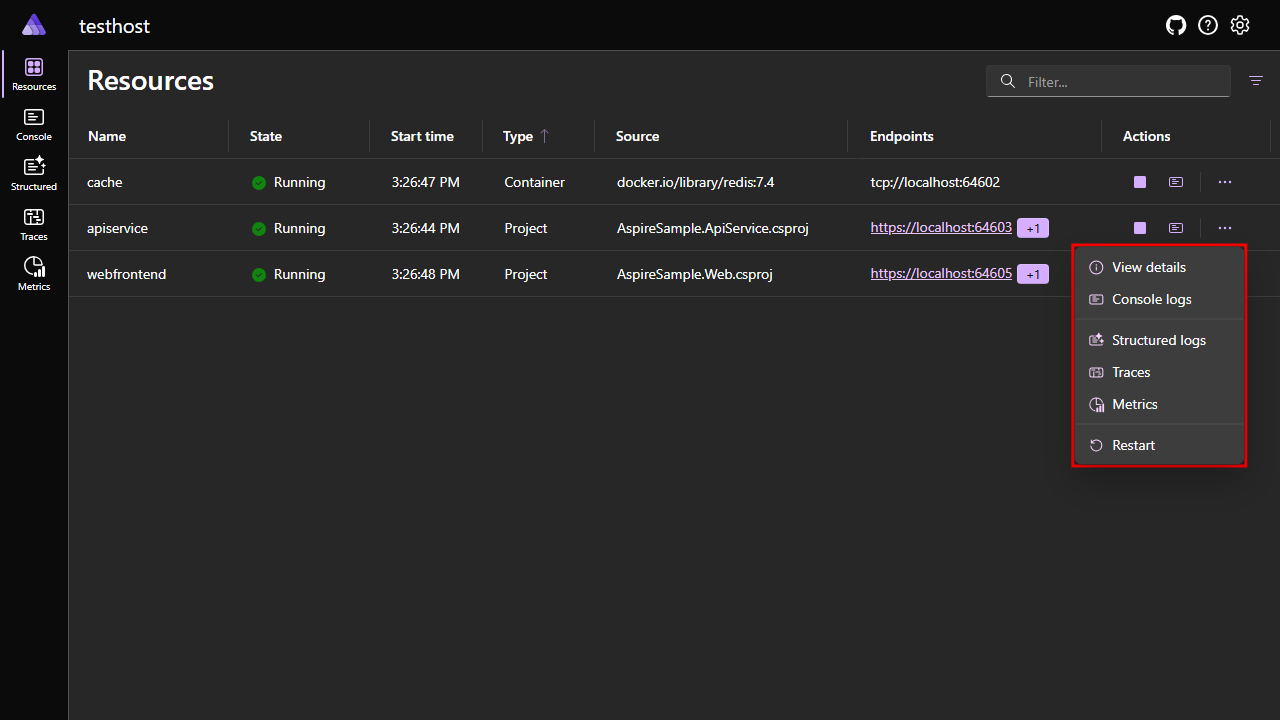 testhost
Resources
Console
Structured
Traces
Metrics
Resources
Filter...
Name State Start time Type Source Endpoints Actions
cache Running 3:26:47 PM Container docker.io/library/redis:7.4 tcp://localhost:64602
apiservice Running 3:26:44 PM Project AspireSample.ApiService.csproj https://localhost:64603 +1
webfrontend Running 3:26:48 PM Project AspireSample.Web.csproj https://localhost:64605 +1
View details
Console logs
Structured logs
Traces
Metrics
Restart